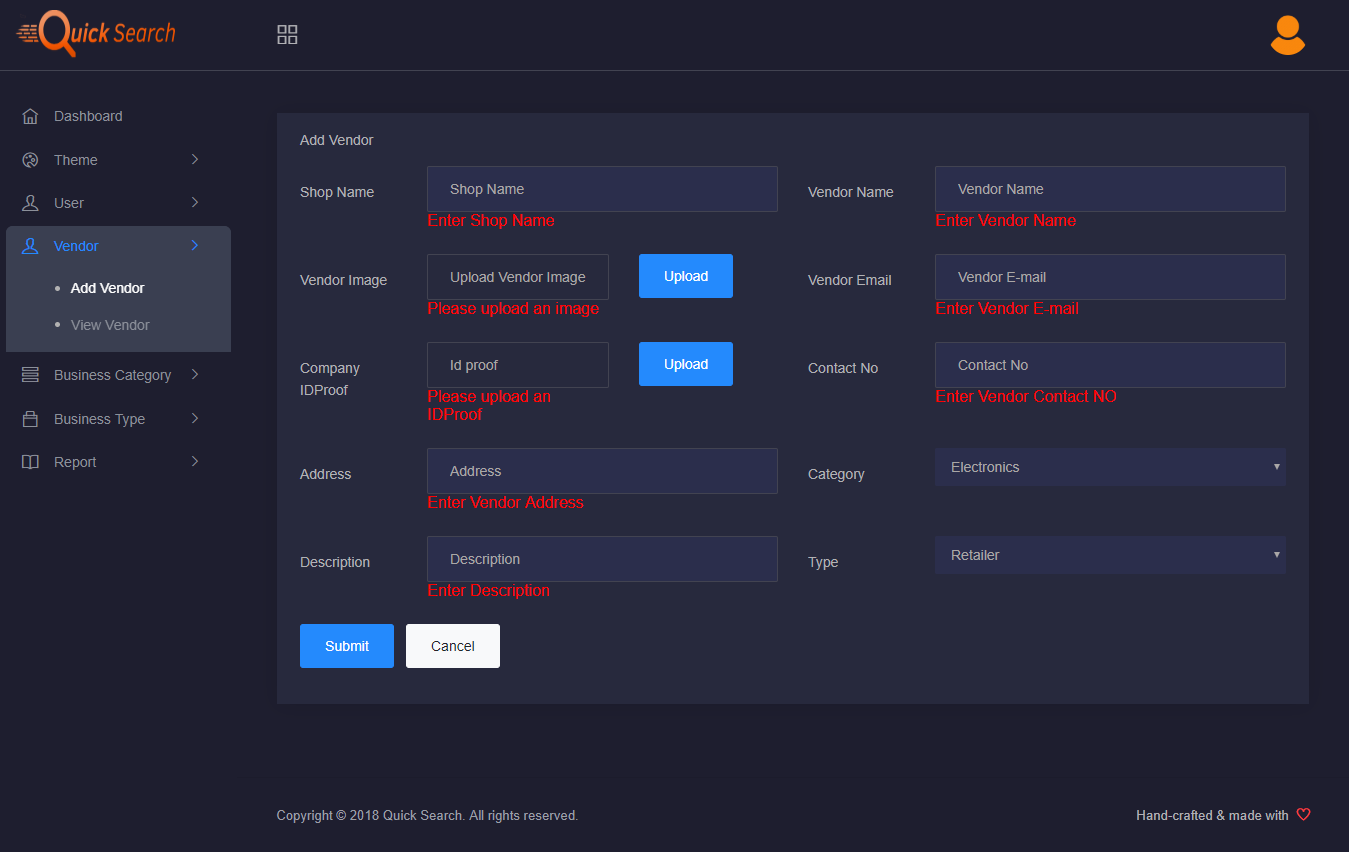 Quick Search
Dashboard
Theme
User
Vendor
Add Vendor
View Vendor
Business Category
Business Type
Report
Add Vendor
Shop Name
Shop Name
Enter Shop Name
Vendor Name
Vendor Name
Enter Vendor Name
Vendor Image
Upload Vendor Image
Upload
Please upload an image
Vendor Email
Vendor E-mail
Enter Vendor E-mail
Company
IDProof
Id proof
Upload
Please upload an
IDProof
Contact No
Contact No
Enter Vendor Contact NO
Address
Address
Enter Vendor Address
Category
Electronics
Description
Description
Enter Description
Type
Retailer
Submit
Cancel
Copyright © 2018 Quick Search. All rights reserved.
Hand-crafted & made with